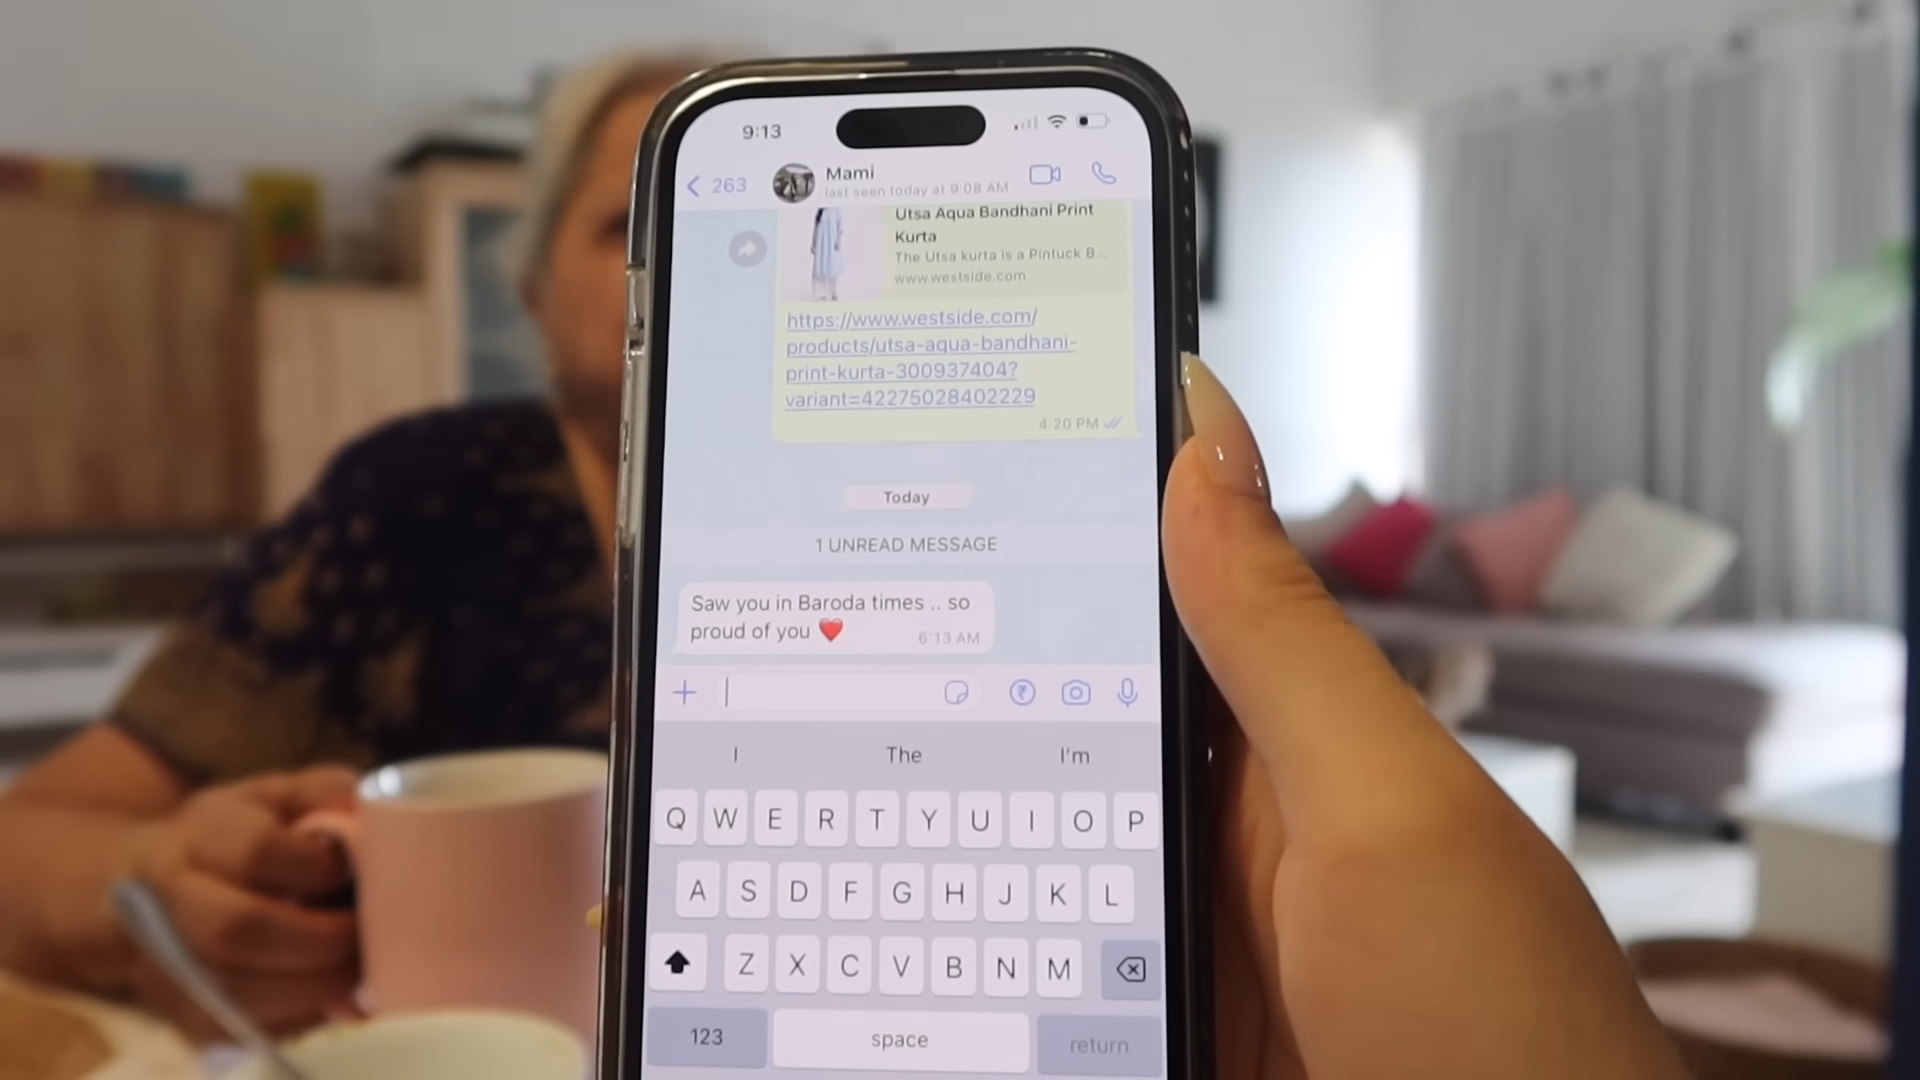 9:13
263
Mami
last seen today at 9:08 AM
Utsa Aqua Bandhani Print
Kurta
The Utsa kurta is a Pintuck B...
www.westside.com
https://www.westside.com/
products/utsa-aqua-bandhani-
print-kurta-300937404?
variant=42275028402229
4:20 PM
Today
1 UNREAD MESSAGE
Saw you in Baroda times .. so
proud of you ❤️
6:13 AM
I The I'm
Q W E R T Y U I O P
A S D F G H J K L
Z X C V B N M
123 space return